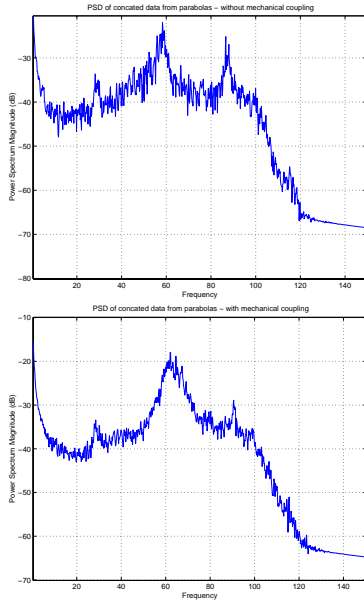 PSD of concated data from parabolas – without mechanical coupling
Power Spectrum Magnitude (dB)
−30
−40
−50
−60
−70
−80
20 40 60 80 100 120 140
Frequency
PSD of concated data from parabolas – with mechanical coupling
Power Spectrum Magnitude (dB)
−10
−20
−30
−40
−50
−60
−70
20 40 60 80 100 120 140
Frequency